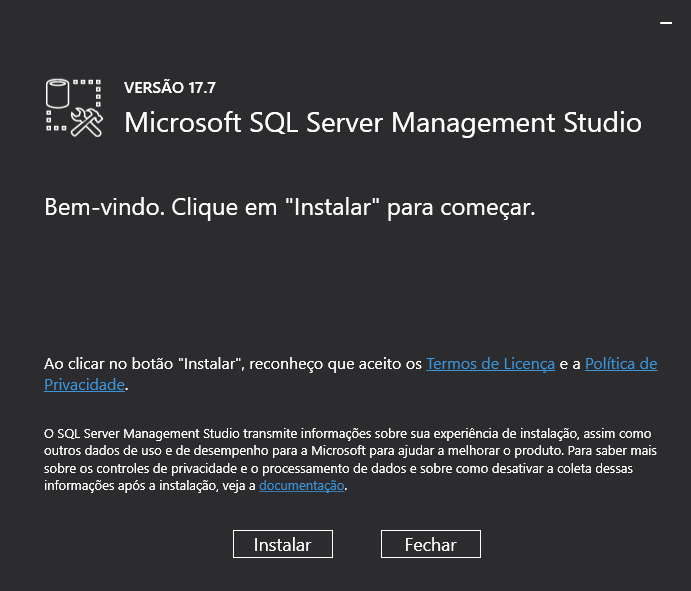 VERSÃO 17.7
Microsoft SQL Server Management Studio
Bem-vindo. Clique em "Instalar" para começar.
Ao clicar no botão "Instalar", reconheço que aceito os Termos de Licença e a Política de
Privacidade.
O SQL Server Management Studio transmite informações sobre sua experiência de instalação, assim como
outros dados de uso e de desempenho para a Microsoft para ajudar a melhorar o produto. Para saber mais
sobre os controles de privacidade e o processamento de dados e sobre como desativar a coleta dessas
informações após a instalação, veja a documentação.
Instalar
Fechar